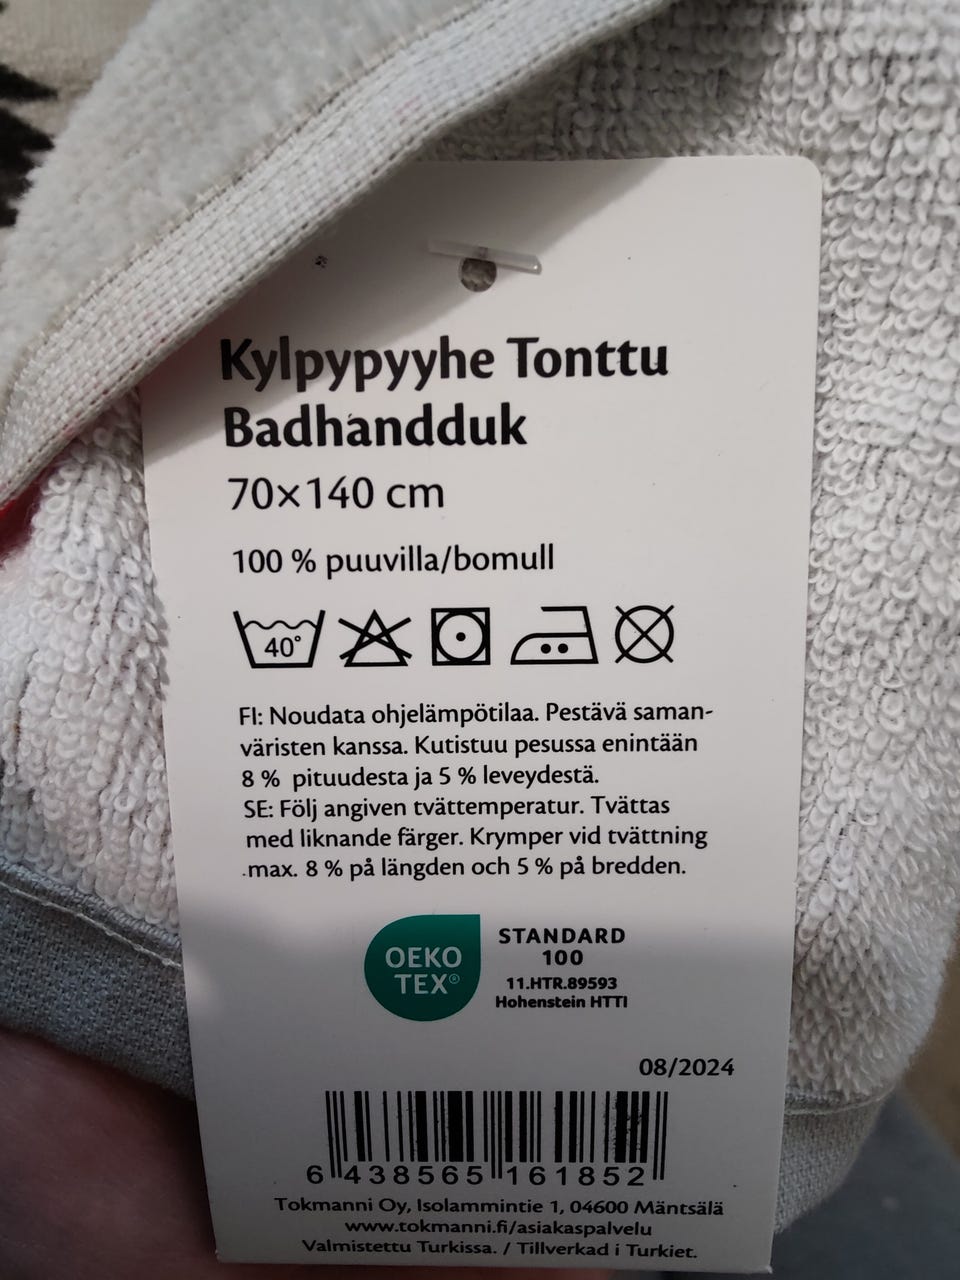 Kylpypyyhe Tonttu
Badhandduk
70×140 cm
100 % puuvilla/bomull
40°
FI: Noudata ohjelämpötilaa. Pestävä saman-
väristen kanssa. Kutistuu pesussa enintään
8 % pituudesta ja 5 % leveydestä.
SE: Följ angiven tvättemperatur. Tvättas
med liknande färger. Krymper vid tvättning
max. 8 % på längden och 5 % på bredden.
OEKO
TEX®
STANDARD
100
11.HTR.89593
Hohenstein HTTI
08/2024
6 438565 161852
Tokmanni Oy, Isolammintie 1, 04600 Mäntsälä
www.tokmanni.fi/asiakaspalvelu
Valmistettu Turkissa. / Tillverkad i Turkiet.